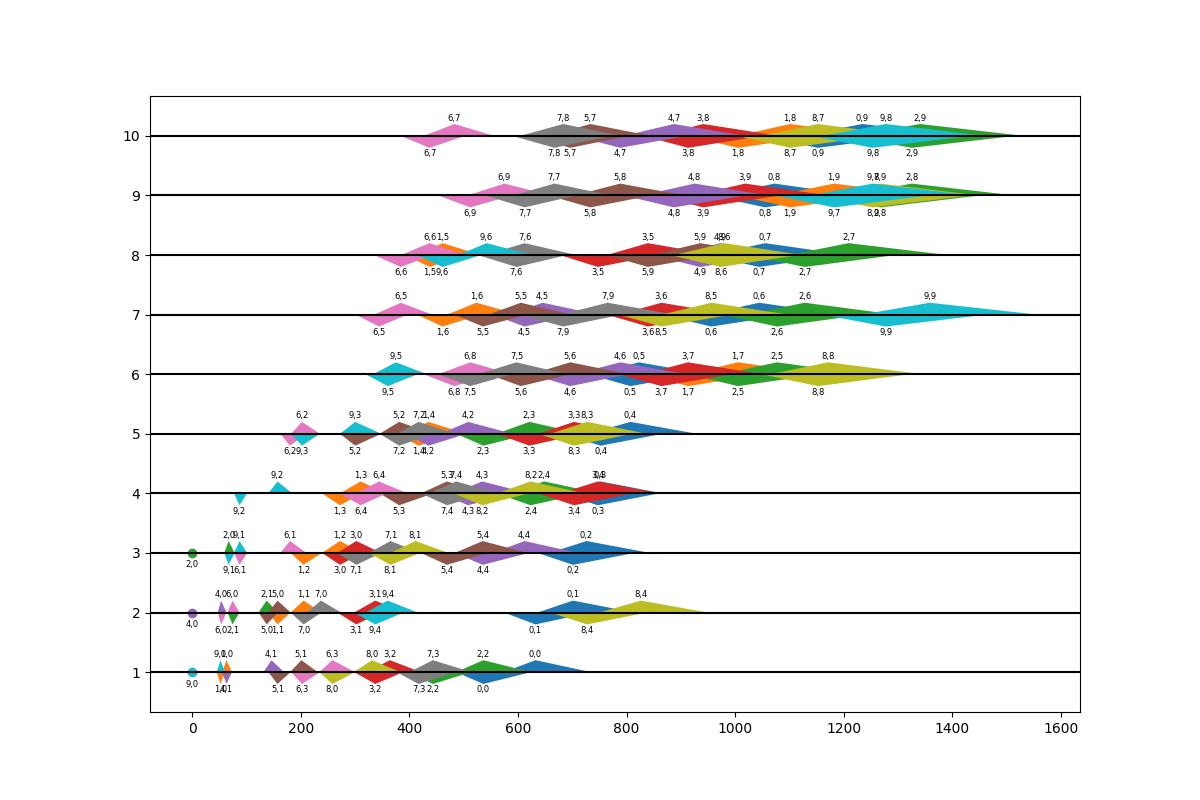 6,7 7,8 5,7 4,7 3,8 1,8 8,7 0,9 9,8 2,9
10
6,7 7,8 5,7 4,7 3,8 1,8 8,7 0,9 9,8 2,9
6,9 7,7 5,8 4,8 3,9 0,8 1,9 9,7 8,9 2,8
9
6,9 7,7 5,8 4,8 3,9 0,8 1,9 9,7 8,9 2,8
6,6 1,5 9,6 7,6 3,5 5,9 4,9 8,6 0,7 2,7
8
6,6 1,5 9,6 7,6 3,5 5,9 4,9 8,6 0,7 2,7
6,5 1,6 5,5 4,5 7,9 3,6 8,5 0,6 2,6 9,9
7
6,5 1,6 5,5 4,5 7,9 3,6 8,5 0,6 2,6 9,9
9,5 6,8 7,5 5,6 4,6 0,5 3,7 1,7 2,5 8,8
6
9,5 6,8 7,5 5,6 4,6 0,5 3,7 1,7 2,5 8,8
6,2 9,3 5,2 7,2 1,4 4,2 2,3 3,3 8,3 0,4
5
6,2 9,3 5,2 7,2 1,4 4,2 2,3 3,3 8,3 0,4
9,2 1,3 6,4 5,3 7,4 4,3 8,2 2,4 3,4 0,3
4
9,2 1,3 6,4 5,3 7,4 4,3 8,2 2,4 3,4 0,3
2,0 9,1 6,1 1,2 3,0 7,1 8,1 5,4 4,4 0,2
3
2,0 9,1 6,1 1,2 3,0 7,1 8,1 5,4 4,4 0,2
4,0 6,0 2,1 5,0 1,1 7,0 3,1 9,4 0,1 8,4
2
4,0 6,0 2,1 5,0 1,1 7,0 3,1 9,4 0,1 8,4
9,0 1,0 4,1 5,1 6,3 8,0 3,2 7,3 2,2 0,0
1
9,0 1,0 4,1 5,1 6,3 8,0 3,2 7,3 2,2 0,0
0 200 400 600 800 1000 1200 1400 1600